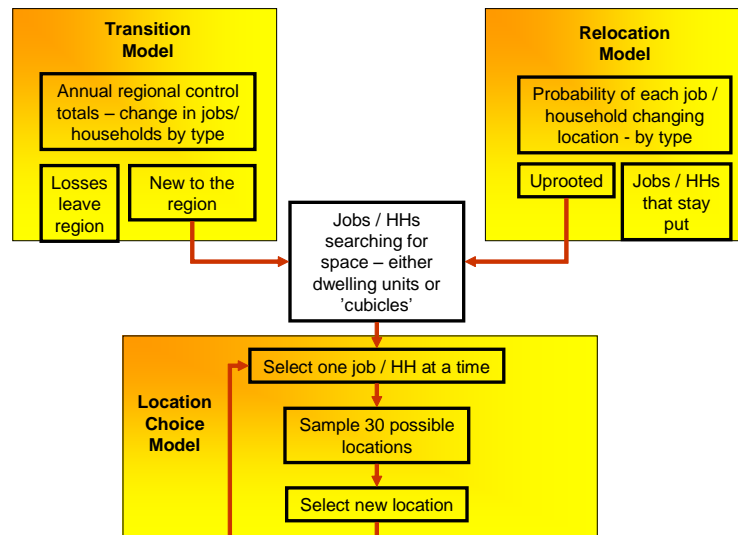 Transition
Model
Annual regional control
totals – change in jobs/
households by type
Losses
leave
region
New to the
region
Relocation
Model
Probability of each job /
household changing
location - by type
Uprooted
Jobs / HHs
that stay
put
Jobs / HHs
searching for
space – either
dwelling units or
’cubicles’
Location
Choice
Model
Select one job / HH at a time
Sample 30 possible
locations
Select new location